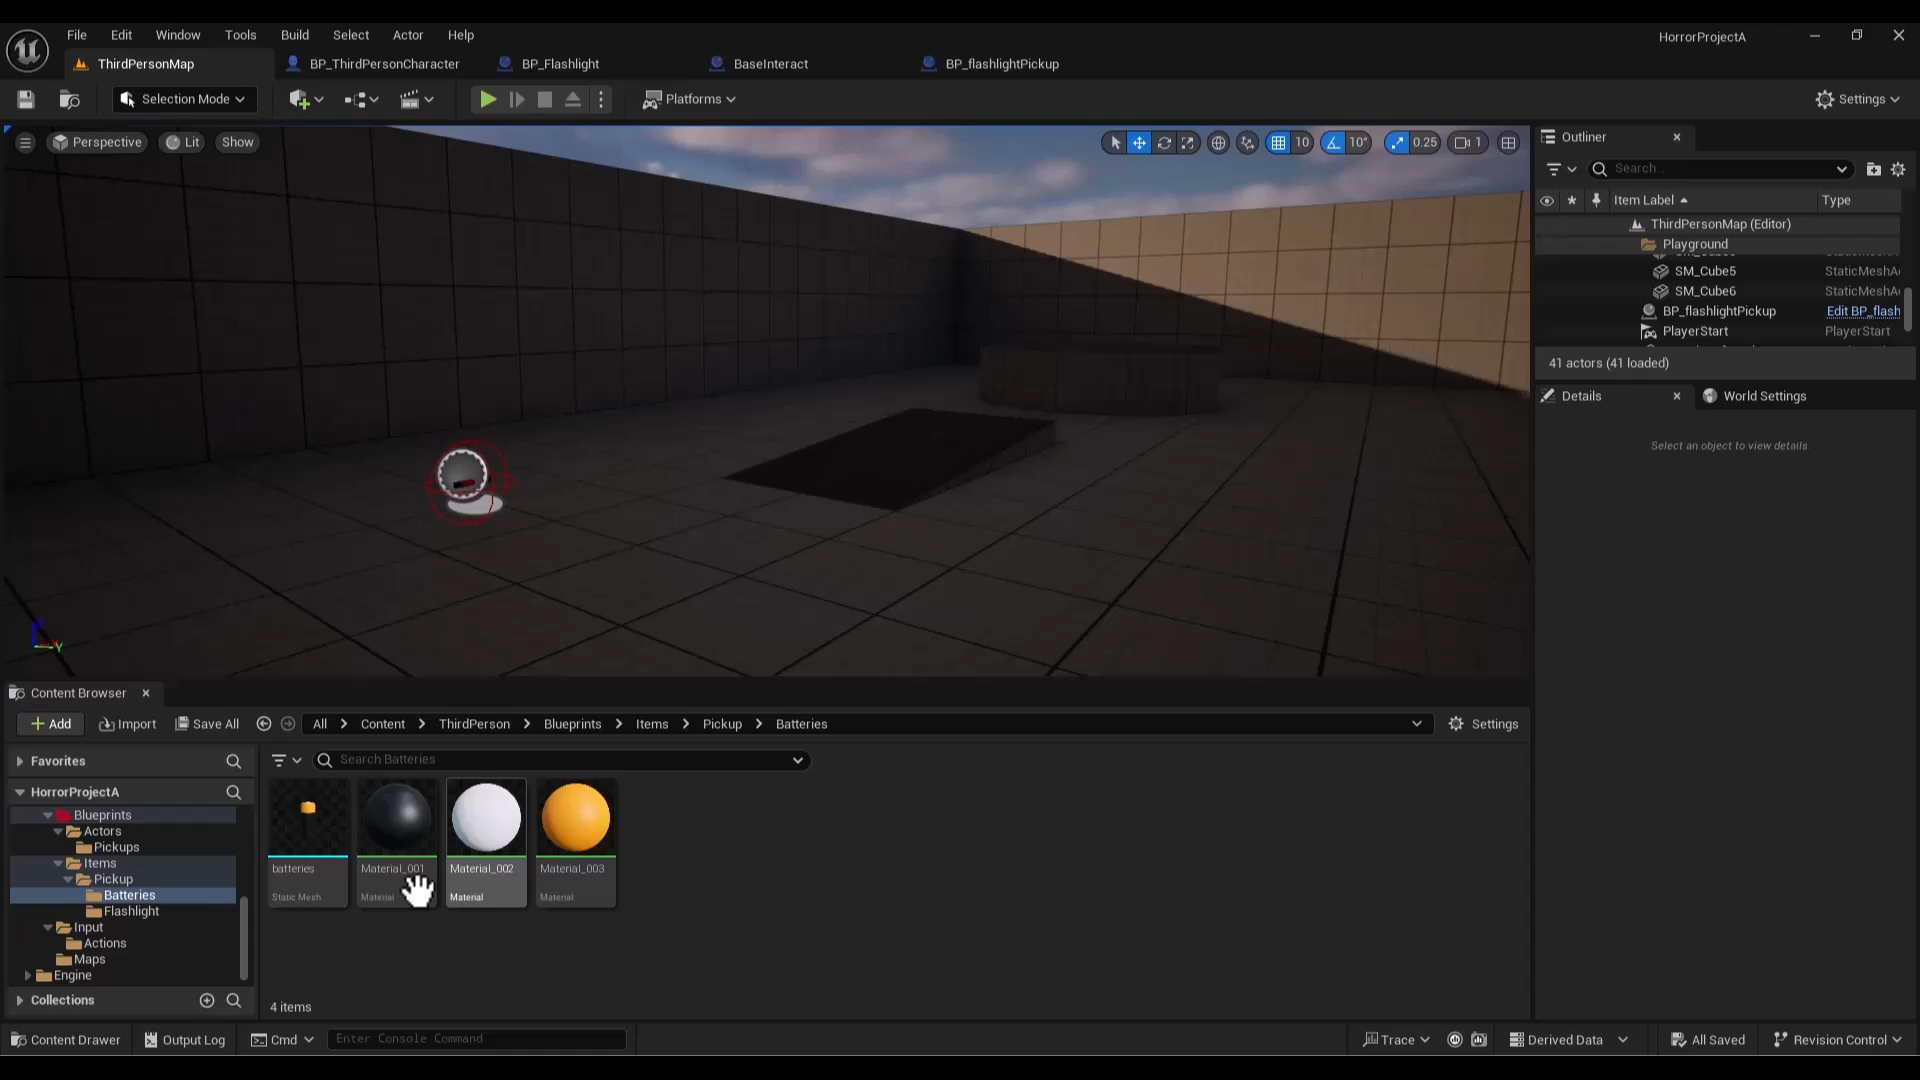 File Edit Window Tools Build Select Actor Help
HorrorProjectA
ThirdPersonMap BP_ThirdPersonCharacter BP_Flashlight BaseInteract BP_flashlightPickup
Selection Mode Platforms Settings
Perspective Lit Show 10 10° 0.25 1
Outliner
Search...
Item Label Type
ThirdPersonMap (Editor)
Playground
SM_Cube5 StaticMeshA
SM_Cube6 StaticMeshA
BP_flashlightPickup Edit BP_flash
PlayerStart PlayerStart
41 actors (41 loaded)
Details World Settings
Select an object to view details.
Content Browser
Add Import Save All All Content ThirdPerson Blueprints Items Pickup Batteries Settings
Favorites Search Batteries
HorrorProjectA
Blueprints
Actors
Pickups
Items
Pickup
Batteries
Flashlight
Input
Actions
Maps
Engine
Collections
batteries Material_001 Material_002 Material_003
Static Mesh Material Material Material
4 items
Content Drawer Output Log Cmd Enter Console Command Trace Derived Data All Saved Revision Control